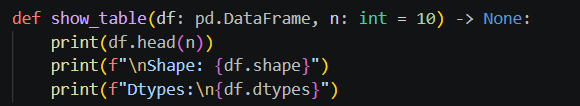 def show_table(df: pd.DataFrame, n: int = 10) -> None:
    print(df.head(n))
    print(f"\nShape: {df.shape}")
    print(f"Dtypes:\n{df.dtypes}")